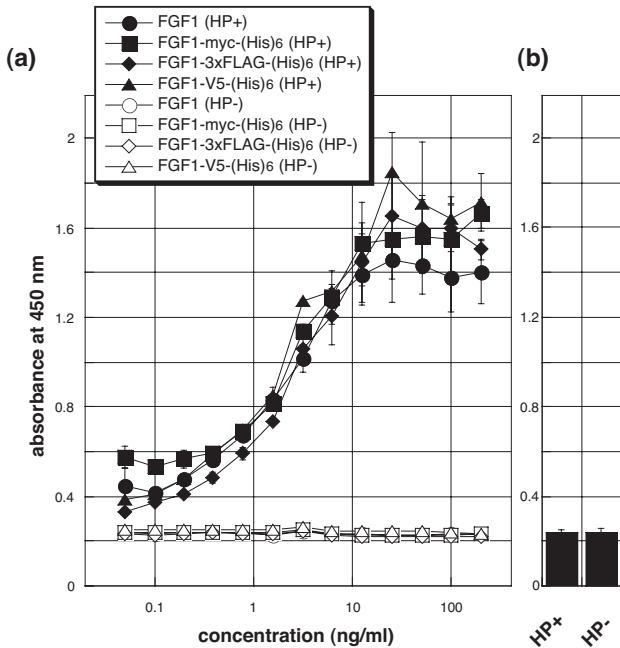 (a)
FGF1 (HP+)
FGF1-myc-(His)6 (HP+)
FGF1-3xFLAG-(His)6 (HP+)
FGF1-V5-(His)6 (HP+)
FGF1 (HP-)
FGF1-myc-(His)6 (HP-)
FGF1-3xFLAG-(His)6 (HP-)
FGF1-V5-(His)6 (HP-)
absorbance at 450 nm
2
1.6
1.2
0.8
0.4
0
0.1 1 10 100
concentration (ng/ml)
(b)
2
1.6
1.2
0.8
0.4
0
HP+ HP-